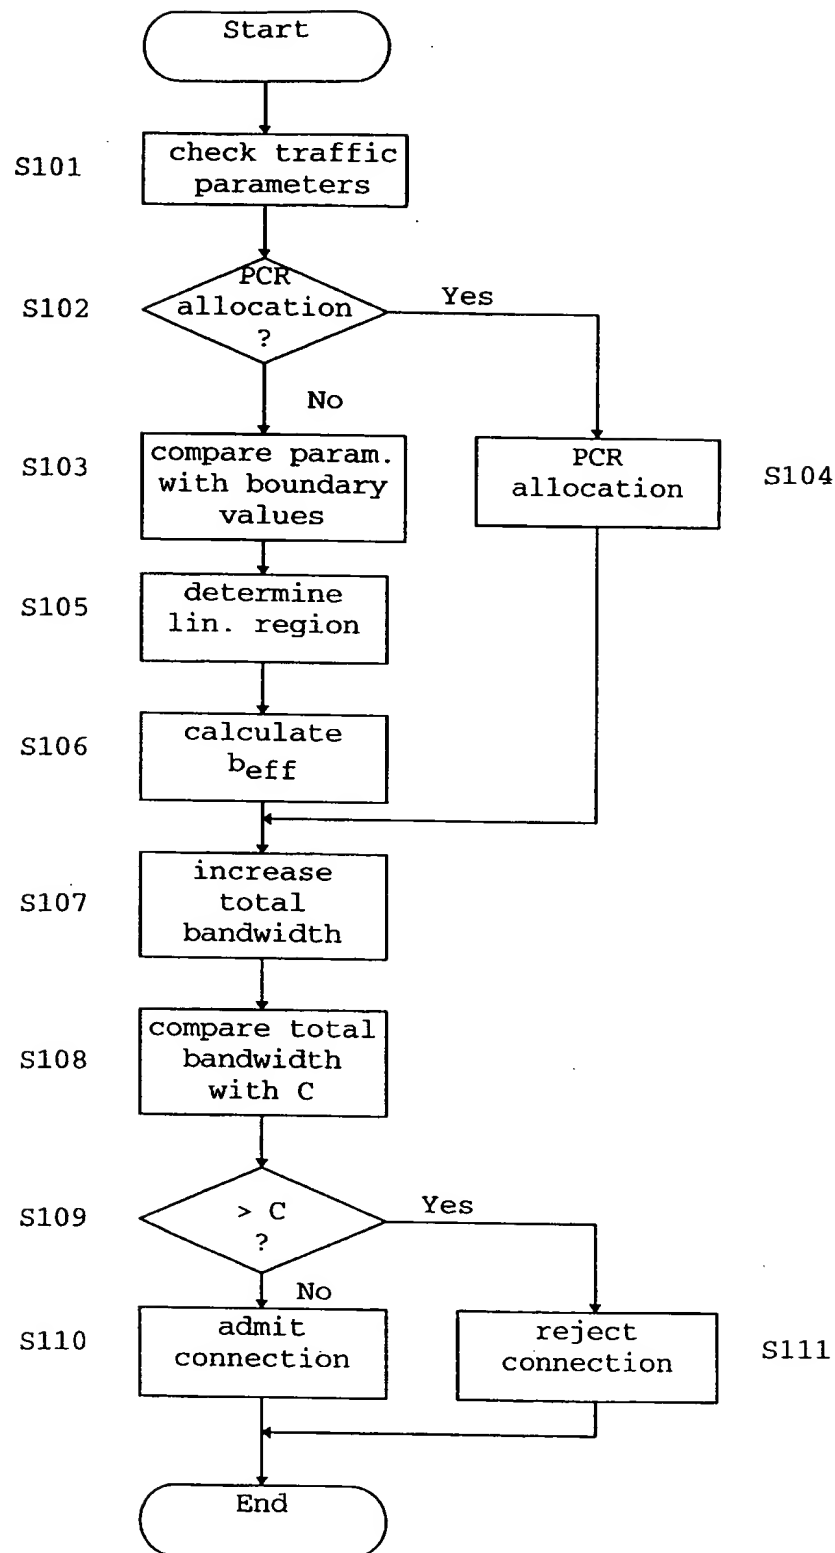 Start
S101
check traffic
parameters
S102
PCR
allocation
?
Yes
No
S103
compare param.
with boundary
values
PCR
allocation
S104
S105
determine
lin. region
S106
calculate
beff
S107
increase
total
bandwidth
S108
compare total
bandwidth
with C
S109
> C
?
Yes
No
S110
admit
connection
reject
connection
S111
End